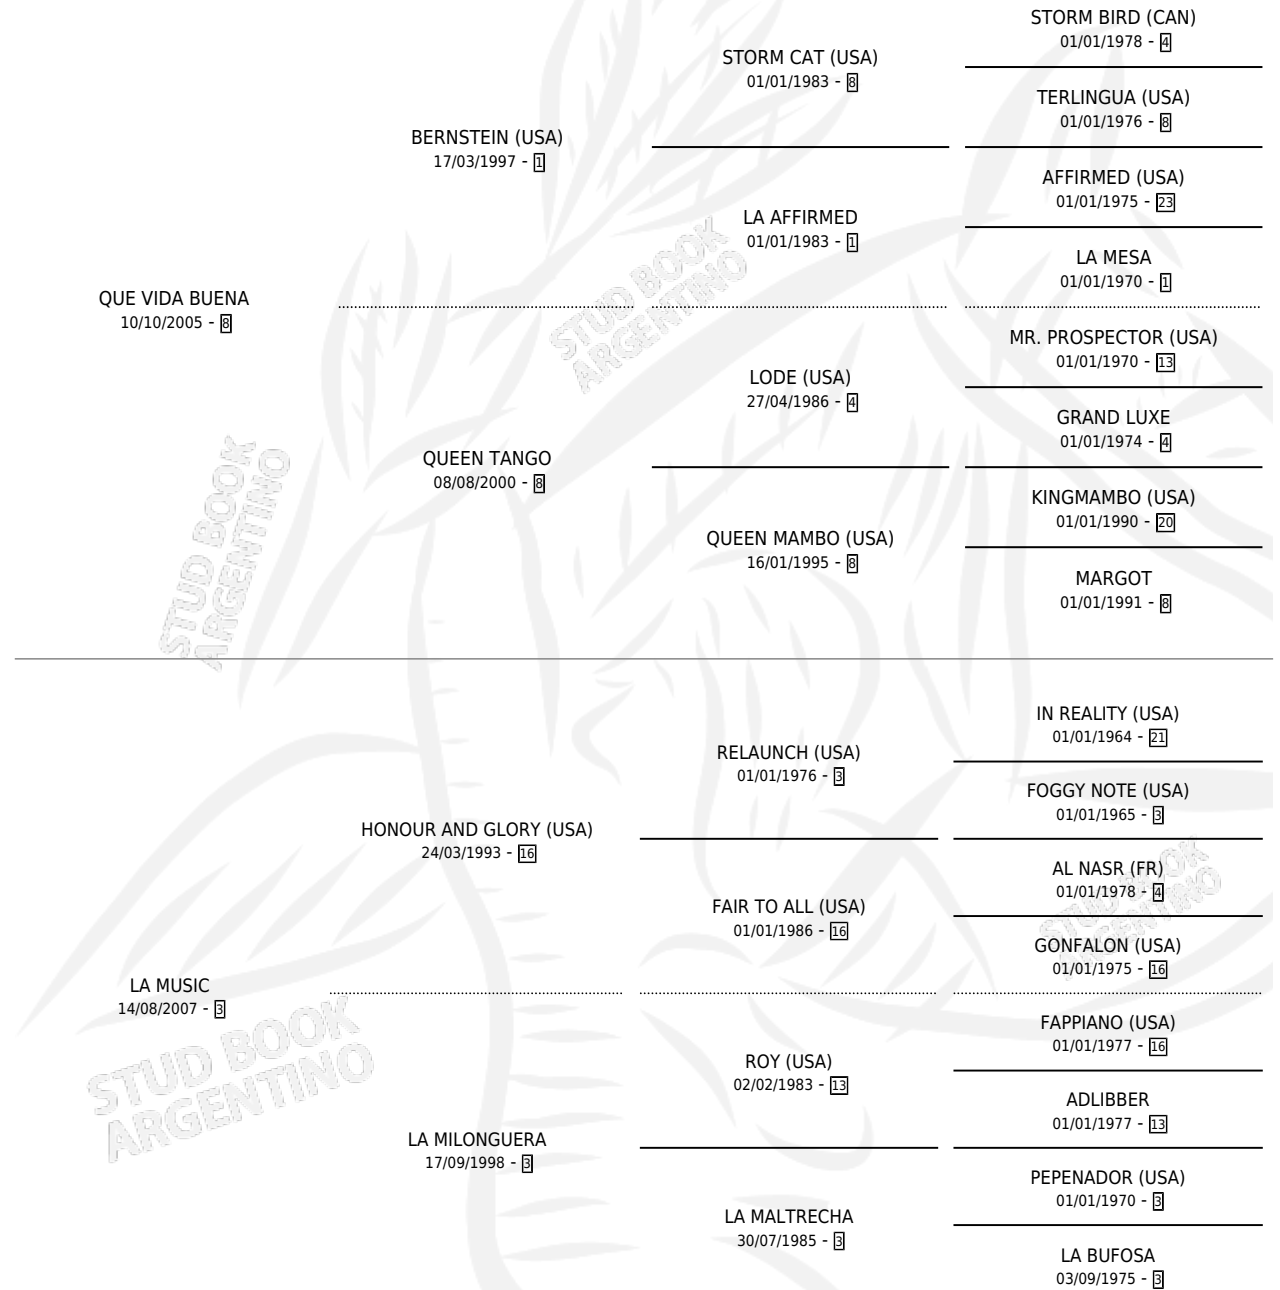 STORM BIRD (CAN)
01/01/1978 - 4
STORM CAT (USA)
01/01/1983 - 8
TERLINGUA (USA)
01/01/1976 - 8
BERNSTEIN (USA)
17/03/1997 - 1
AFFIRMED (USA)
01/01/1975 - 23
LA AFFIRMED
01/01/1983 - 1
LA MESA
01/01/1970 - 1
QUE VIDA BUENA
10/10/2005 - 8
MR. PROSPECTOR (USA)
01/01/1970 - 13
LODE (USA)
27/04/1986 - 4
GRAND LUXE
01/01/1974 - 4
QUEEN TANGO
08/08/2000 - 8
KINGMAMBO (USA)
01/01/1990 - 20
QUEEN MAMBO (USA)
16/01/1995 - 8
MARGOT
01/01/1991 - 8
STUD BOOK
ARGENTINO
STUD BOOK
ARGENTINO
IN REALITY (USA)
01/01/1964 - 21
RELAUNCH (USA)
01/01/1976 - 3
FOGGY NOTE (USA)
01/01/1965 - 3
HONOUR AND GLORY (USA)
24/03/1993 - 16
AL NASR (FR)
01/01/1978 - 4
FAIR TO ALL (USA)
01/01/1986 - 16
GONFALON (USA)
01/01/1975 - 16
LA MUSIC
14/08/2007 - 3
FAPPIANO (USA)
01/01/1977 - 16
ROY (USA)
02/02/1983 - 13
ADLIBBER
01/01/1977 - 13
LA MILONGUERA
17/09/1998 - 3
PEPENADOR (USA)
01/01/1970 - 3
LA MALTRECHA
30/07/1985 - 3
LA BUFOSA
03/09/1975 - 3
STUD BOOK
ARGENTINO
STUD BOOK
ARGENTINO